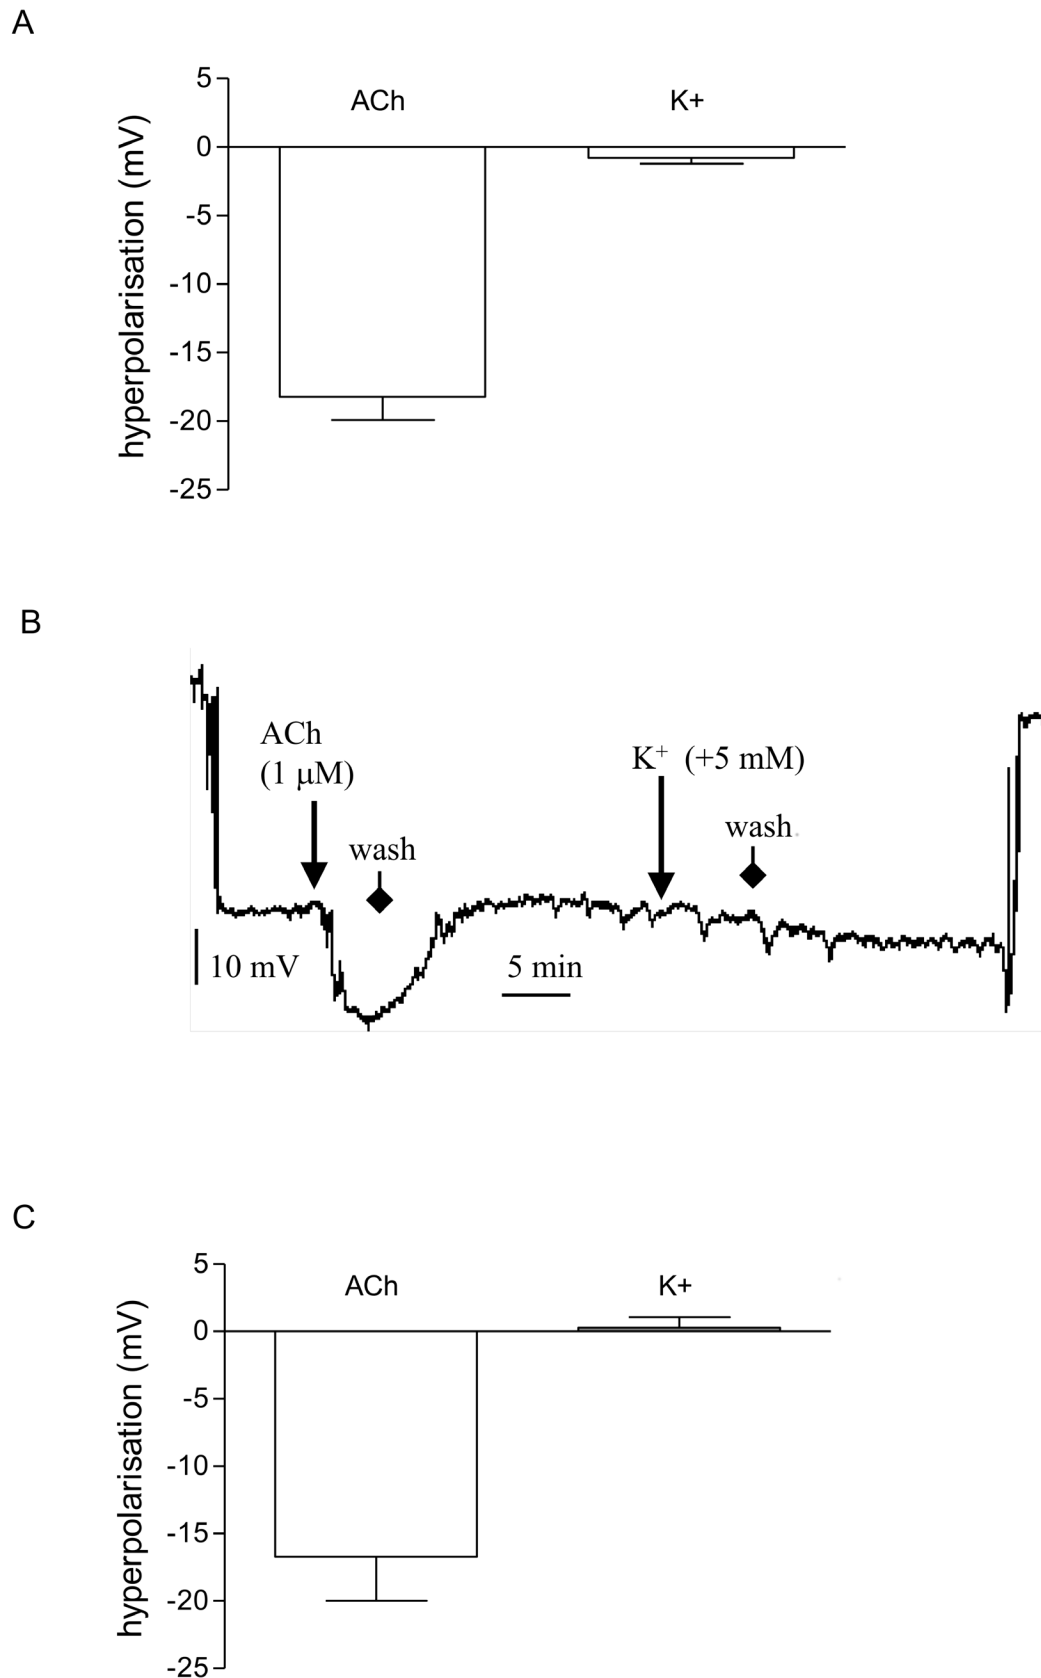 A
5
ACh
K+
0
-5
-10
-15
-20
-25
hyperpolarisation (mV)
B
ACh
(1 μM)
wash
K⁺ (+5 mM)
wash
10 mV
5 min
C
5
ACh
K+
0
-5
-10
-15
-20
-25
hyperpolarisation (mV)